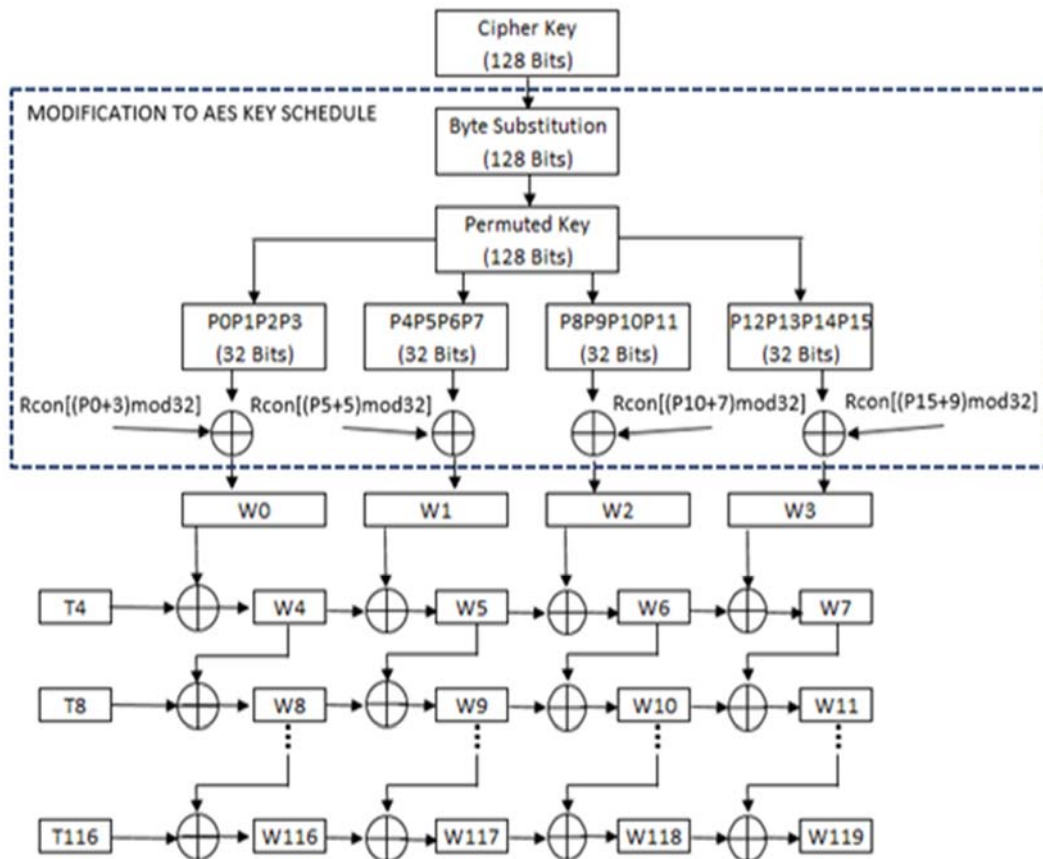 Cipher Key
(128 Bits)
MODIFICATION TO AES KEY SCHEDULE
Byte Substitution
(128 Bits)
Permuted Key
(128 Bits)
P0P1P2P3
(32 Bits)
P4P5P6P7
(32 Bits)
P8P9P10P11
(32 Bits)
P12P13P14P15
(32 Bits)
Rcon[(P0+3)mod32]
Rcon[(P5+5)mod32]
Rcon[(P10+7)mod32]
Rcon[(P15+9)mod32]
W0
W1
W2
W3
T4
W4
W5
W6
W7
T8
W8
W9
W10
W11
T116
W116
W117
W118
W119